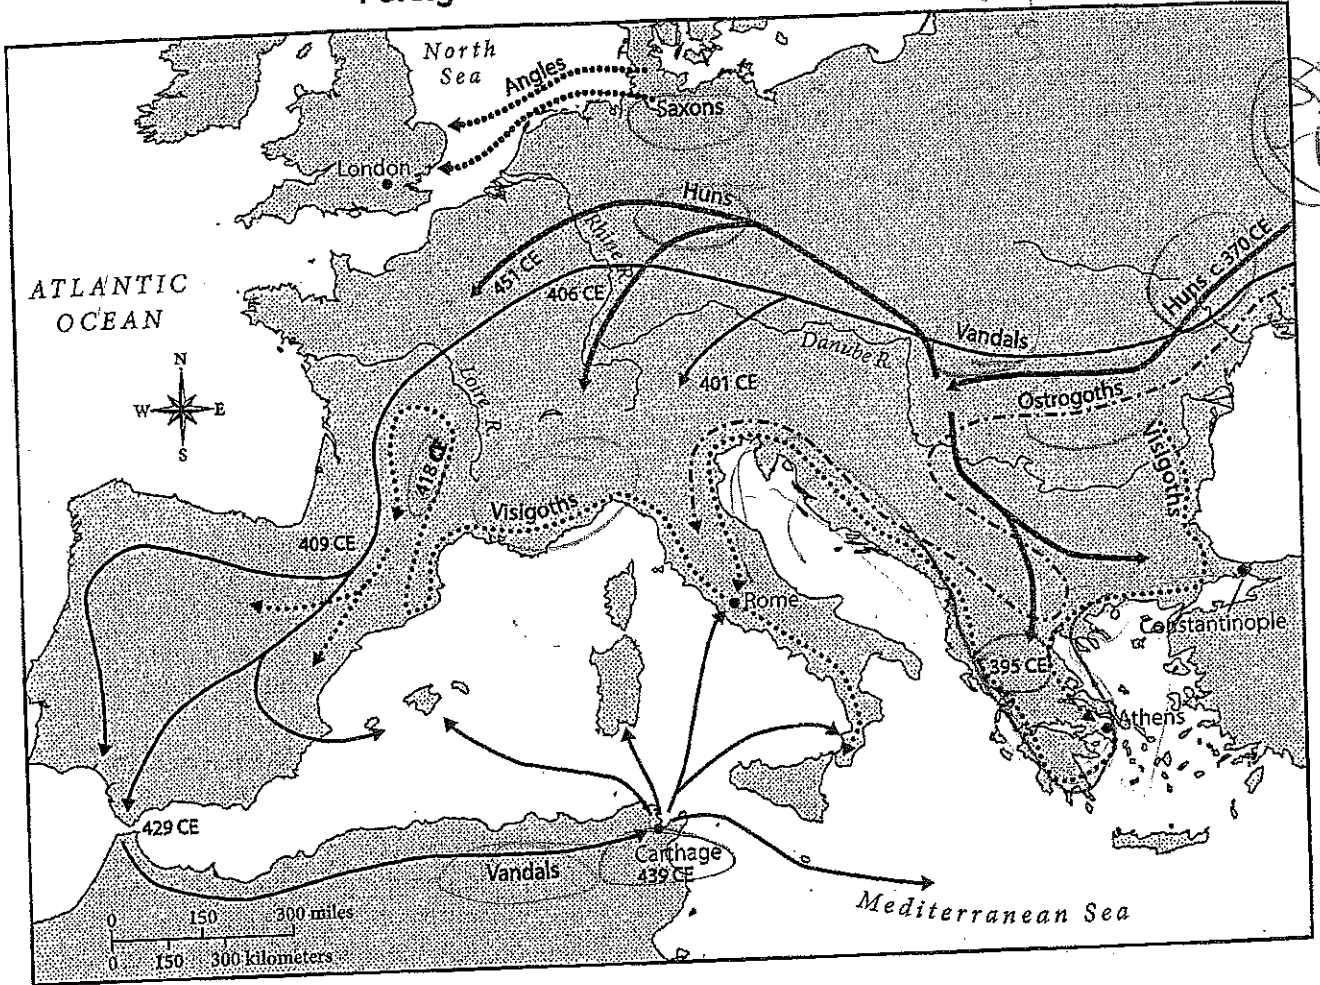 North
Sea
Angles
Saxons
London
Huns
Rhine R.
451 CE
406 CE
Huns c.370 CE
ATLANTIC
OCEAN
N
W
E
S
Vandals
Danube R.
Loire R.
401 CE
Ostrogoths
418 CE
Visigoths
Visigoths
409 CE
Rome
Constantinople
395 CE
Athens
429 CE
Carthage
439 CE
Vandals
Mediterranean Sea
0 150 300 miles
0 150 300 kilometers